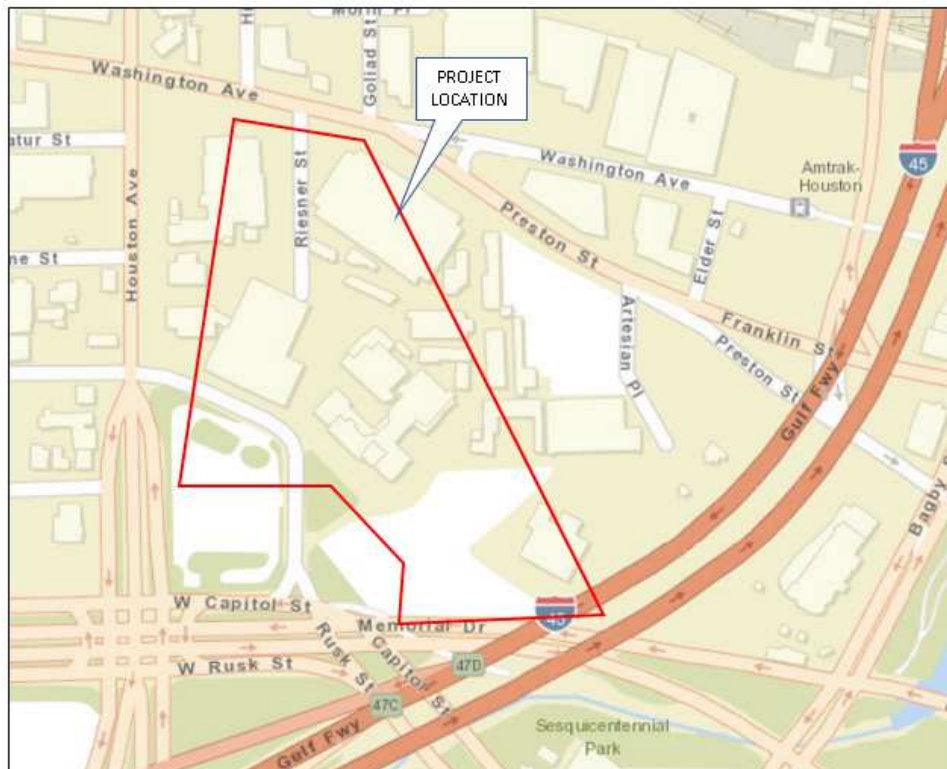 Morin Pl
Goliad St
Washington Ave
PROJECT
LOCATION
45
atur St
Washington Ave
Amtrak-
Houston
Houston Ave
Riesner St
Preston St
Elder St
ne St
Artesian Pl
Franklin St
Preston St
Gulf Fwy
Bagby S
W Capitol St
45
Memorial Dr
W Rusk St
Rusk St
Capitol St
47D
47C
Gulf Fwy
Sesquicentennial
Park